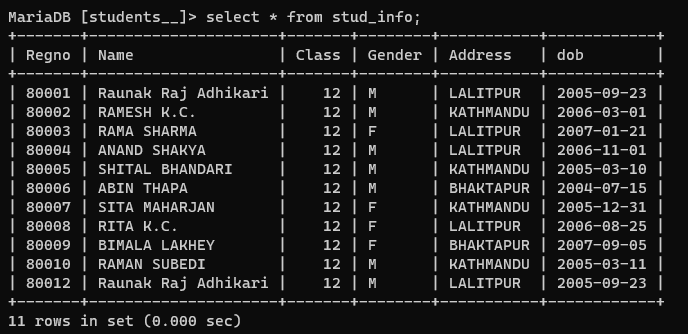 MariaDB [students__]> select * from stud_info;
+-------+---------------------+-------+--------+-----------+------------+
| Regno | Name                | Class | Gender | Address   | dob        |
+-------+---------------------+-------+--------+-----------+------------+
| 80001 | Raunak Raj Adhikari |    12 | M      | LALITPUR  | 2005-09-23 |
| 80002 | RAMESH K.C.         |    12 | M      | KATHMANDU | 2006-03-01 |
| 80003 | RAMA SHARMA         |    12 | F      | LALITPUR  | 2007-01-21 |
| 80004 | ANAND SHAKYA        |    12 | M      | LALITPUR  | 2006-11-01 |
| 80005 | SHITAL BHANDARI     |    12 | M      | KATHMANDU | 2005-03-10 |
| 80006 | ABIN THAPA          |    12 | M      | BHAKTAPUR | 2004-07-15 |
| 80007 | SITA MAHARJAN       |    12 | F      | KATHMANDU | 2005-12-31 |
| 80008 | RITA K.C.           |    12 | F      | LALITPUR  | 2006-08-25 |
| 80009 | BIMALA LAKHEY       |    12 | F      | BHAKTAPUR | 2007-09-05 |
| 80010 | RAMAN SUBEDI        |    12 | M      | KATHMANDU | 2005-03-11 |
| 80012 | Raunak Raj Adhikari |    12 | M      | LALITPUR  | 2005-09-23 |
+-------+---------------------+-------+--------+-----------+------------+
11 rows in set (0.000 sec)